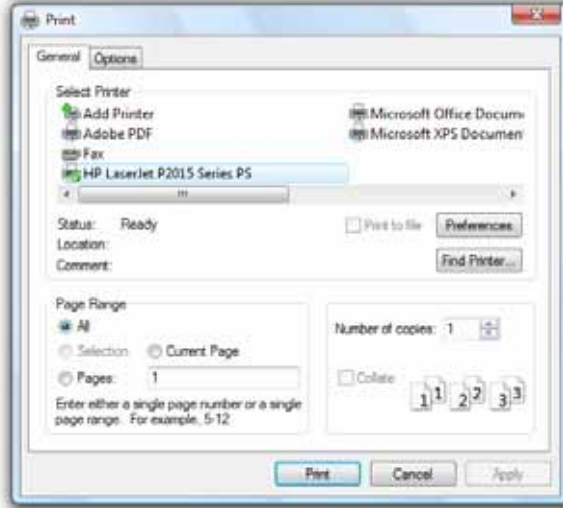 Print
General Options
Select Printer
Add Printer
Adobe PDF
Fax
HP LaserJet P2015 Series PS
Microsoft Office Docum
Microsoft XPS Documen
Status: Ready
Location:
Comment:
Print to file
Preferences
Find Printer...
Page Range
All
Selection Current Page
Pages: 1
Enter either a single page number or a single
page range. For example, 5-12
Number of copies: 1
Collate
1 1 2 2 3 3
Print Cancel Apply